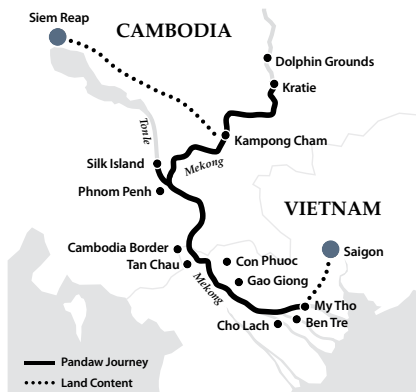 Siem Reap
CAMBODIA
Dolphin Grounds
Kratie
Tonle
Kampong Cham
Silk Island
Mekong
Phnom Penh
VIETNAM
Cambodia Border
Saigon
Con Phuoc
Tan Chau
Gao Giong
Mekong
My Tho
Cho Lach
Ben Tre
Pandaw Journey
Land Content